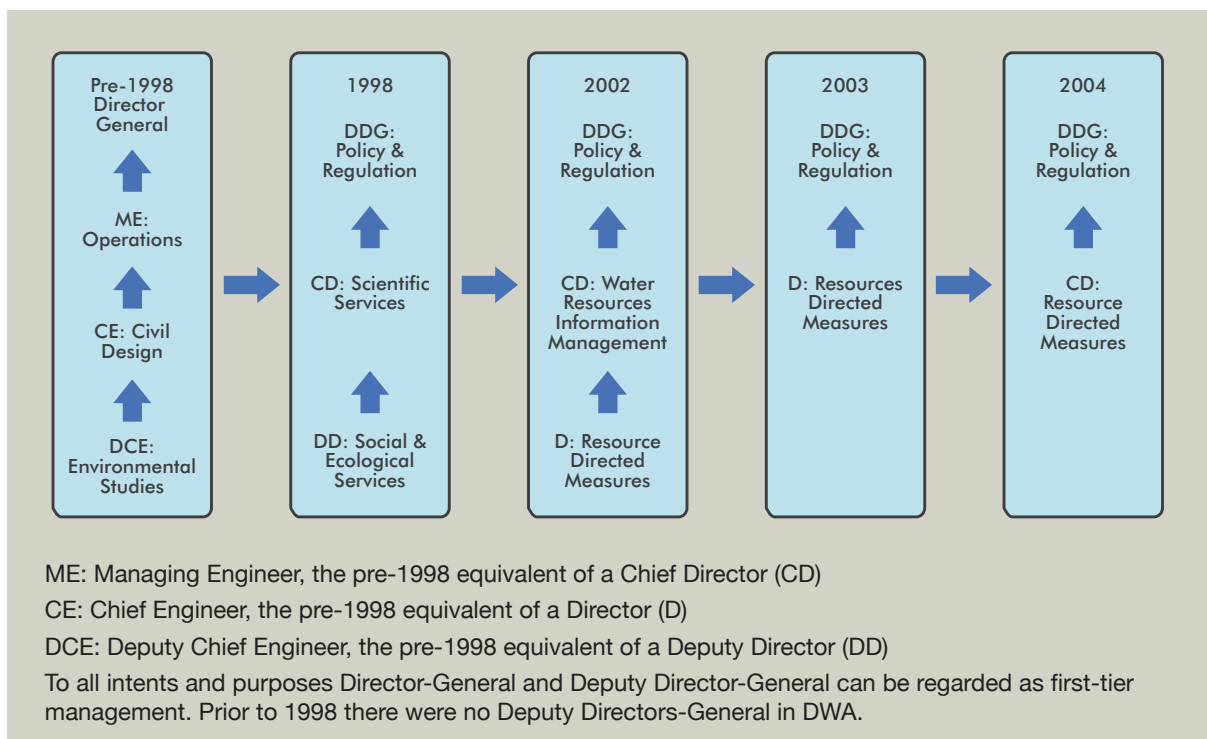 Pre-1998
Director
General
ME:
Operations
CE: Civil
Design
DCE:
Environmental
Studies
1998
DDG:
Policy &
Regulation
CD: Scientific
Services
DD: Social &
Ecological
Services
2002
DDG:
Policy &
Regulation
CD: Water
Resources
Information
Management
D: Resource
Directed
Measures
2003
DDG:
Policy &
Regulation
D: Resources
Directed
Measures
2004
DDG:
Policy &
Regulation
CD:
Resource
Directed
Measures
ME: Managing Engineer, the pre-1998 equivalent of a Chief Director (CD)
CE: Chief Engineer, the pre-1998 equivalent of a Director (D)
DCE: Deputy Chief Engineer, the pre-1998 equivalent of a Deputy Director (DD)
To all intents and purposes Director-General and Deputy Director-General can be regarded as first-tier
management. Prior to 1998 there were no Deputy Directors-General in DWA.